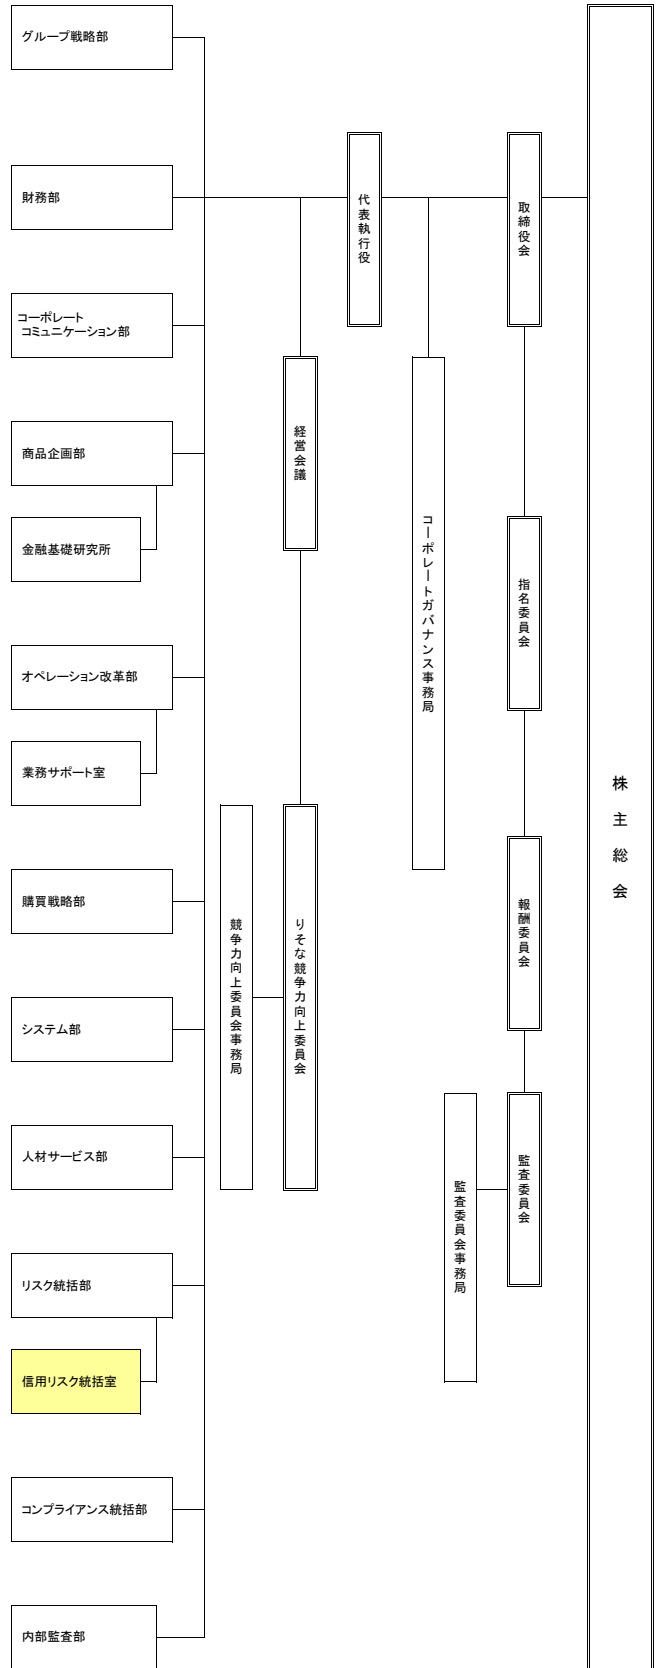 グループ戦略部
財務部
コーポレート
コミュニケーション部
商品企画部
金融基礎研究所
オペレーション改革部
業務サポート室
購買戦略部
システム部
人材サービス部
リスク統括部
信用リスク統括室
コンプライアンス統括部
内部監査部
競争力向上委員会事務局
経営会議
りそな競争力向上委員会
代表執行役
コーポレートガバナンス事務局
監査委員会事務局
取締役会
指名委員会
報酬委員会
監査委員会
株主総会